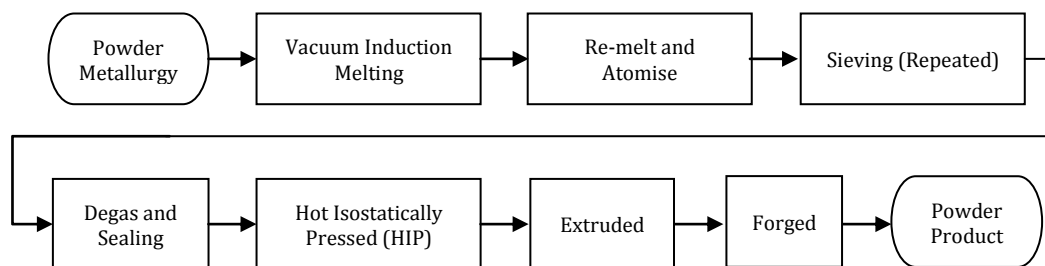 Powder
Metallurgy
Vacuum Induction
Melting
Re-melt and
Atomise
Sieving (Repeated)
Degas and
Sealing
Hot Isostatically
Pressed (HIP)
Extruded
Forged
Powder
Product